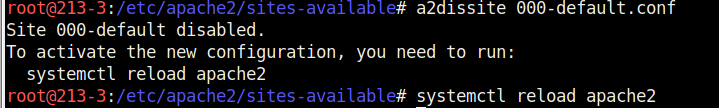 root@213-3:/etc/apache2/sites-available# a2dissite 000-default.conf
Site 000-default disabled.
To activate the new configuration, you need to run:
  systemctl reload apache2
root@213-3:/etc/apache2/sites-available# systemctl reload apache2